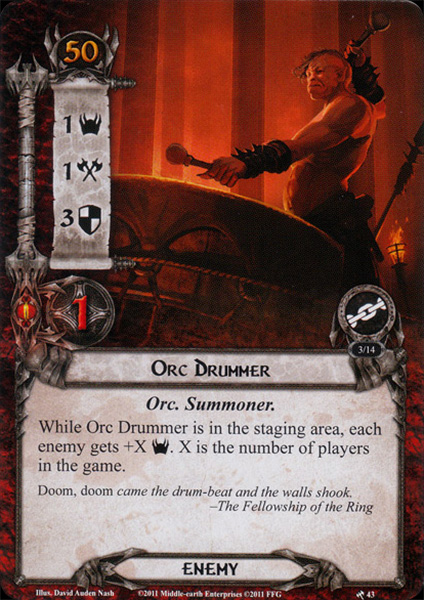 50
1
1
3
1
3/14
Orc Drummer
Orc. Summoner.
While Orc Drummer is in the staging area, each
enemy gets +X . X is the number of players
in the game.
Doom, doom came the drum-beat and the walls shook.
–The Fellowship of the Ring
ENEMY
Illus. David Auden Nash ©2011 Middle-earth Enterprises ©2011 FFG 43